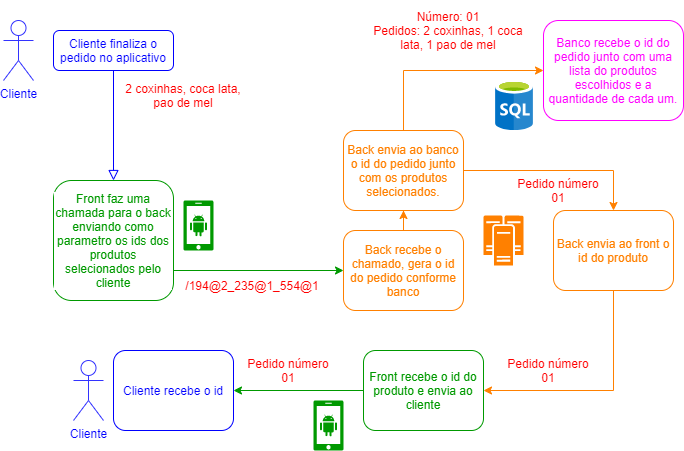 Cliente
Cliente finaliza o
pedido no aplicativo
2 coxinhas, coca lata,
pao de mel
Front faz uma
chamada para o back
enviando como
parametro os ids dos
produtos
selecionados pelo
cliente
/194@2_235@1_554@1
Back recebe o
chamado, gera o id
do pedido conforme
banco
Back envia ao banco
o id do pedido junto
com os produtos
selecionados.
Número: 01
Pedidos: 2 coxinhas, 1 coca
lata, 1 pao de mel
SQL
Banco recebe o id do
pedido junto com uma
lista do produtos
escolhidos e a
quantidade de cada um.
Pedido número
01
Back envia ao front o
id do produto
Pedido número
01
Front recebe o id do
produto e envia ao
cliente
Pedido número
01
Cliente recebe o id
Cliente